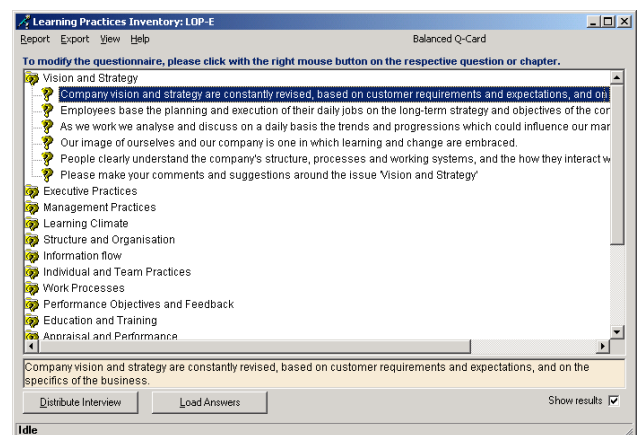 Learning Practices Inventory: LOP-E
Report Export View Help Balanced Q-Card
To modify the questionnaire, please click with the right mouse button on the respective question or chapter.
Vision and Strategy
Company vision and strategy are constantly revised, based on customer requirements and expectations, and on
Employees base the planning and execution of their daily jobs on the long-term strategy and objectives of the cor
As we work we analyse and discuss on a daily basis the trends and progressions which could influence our mar
Our image of ourselves and our company is one in which learning and change are embraced.
People clearly understand the company's structure, processes and working systems, and the how they interact w
Please make your comments and suggestions around the issue 'Vision and Strategy'
Executive Practices
Management Practices
Learning Climate
Structure and Organisation
Information flow
Individual and Team Practices
Work Processes
Performance Objectives and Feedback
Education and Training
Appraisal and Performance
Company vision and strategy are constantly revised, based on customer requirements and expectations, and on the
specifics of the business.
Distribute Interview Load Answers Show results
Idle